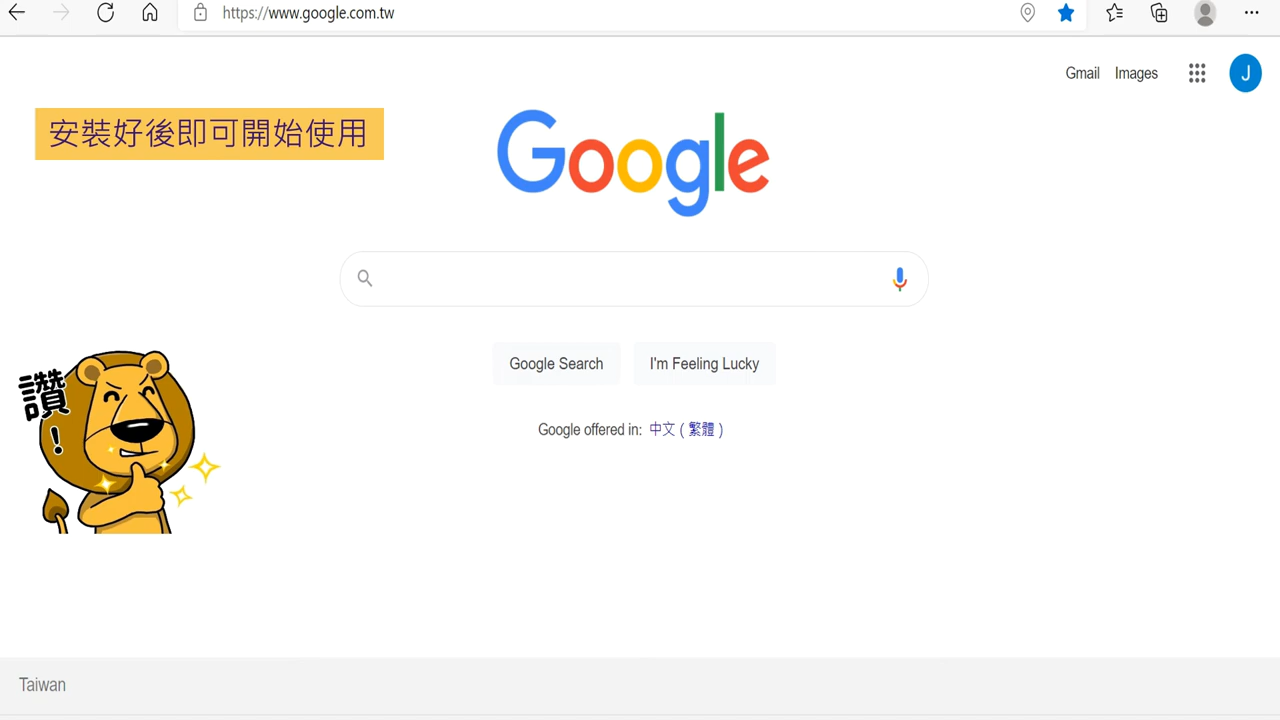 https://www.google.com.tw
Gmail Images
J
安裝好後即可開始使用
Google
讚!
Google Search I'm Feeling Lucky
Google offered in: 中文 ( 繁體 )
Taiwan